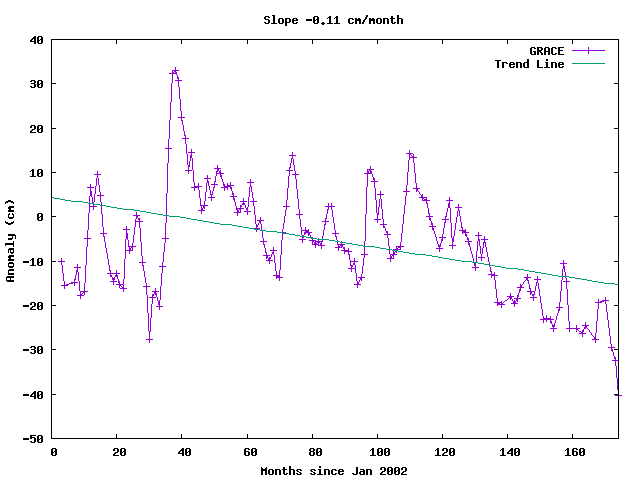 Slope -0.11 cm/month
GRACE
Trend Line
40
30
20
10
0
-10
-20
-30
-40
-50
Anomaly (cm)
0 20 40 60 80 100 120 140 160
Months since Jan 2002